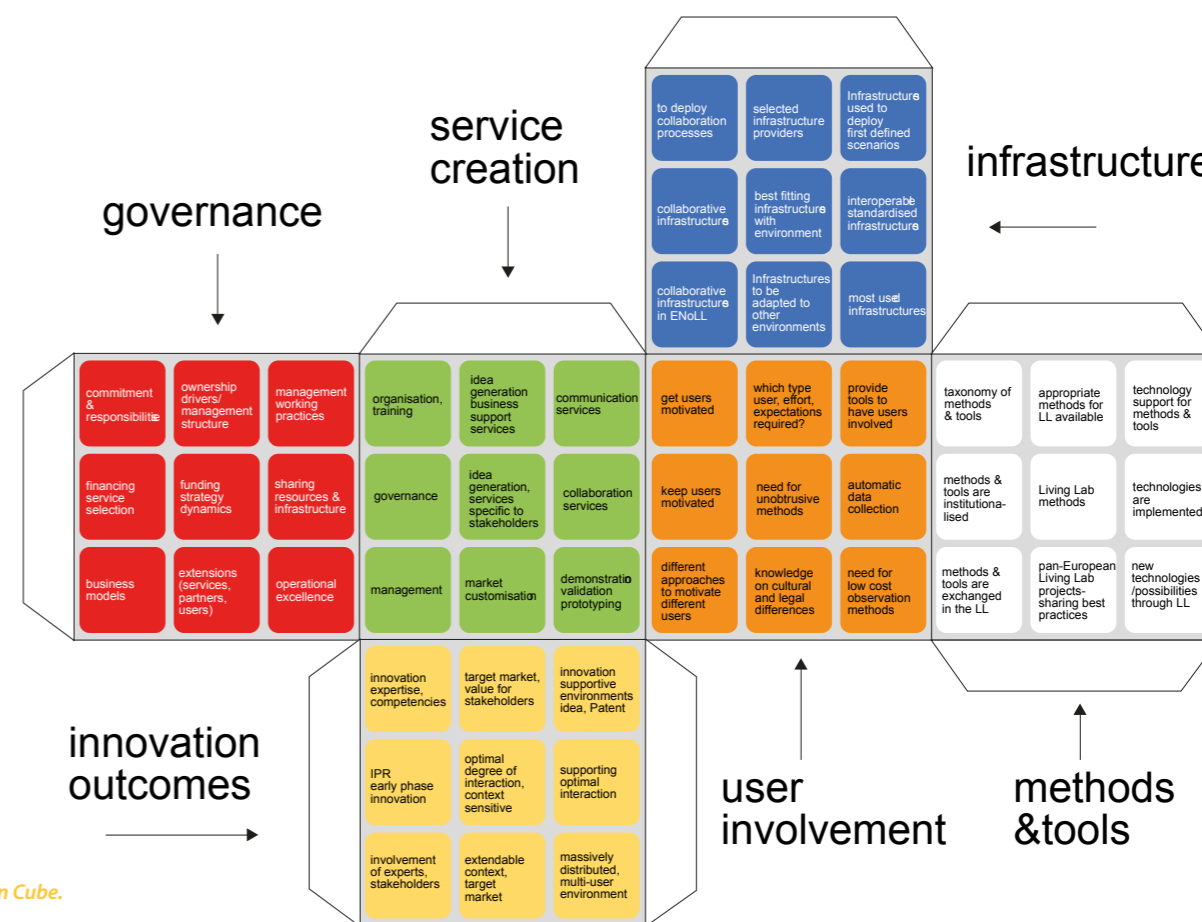 service
creation
governance
infrastructure
innovation
outcomes
user
involvement
methods
&tools
to deploy
collaboration
processes
selected
infrastructure
providers
Infrastructures
used to
deploy
first defined
scenarios
collaborative
infrastructures
best fitting
infrastructures
with
environment
interoperable
standardised
infrastructures
collaborative
infrastructures
in ENoLL
Infrastructures
to be
adapted to
other
environments
most used
infrastructures
commitment
&
responsibilities
ownership
drivers/
management
structure
management
working
practices
financing
service
selection
funding
strategy
dynamics
sharing
resources &
infrastructure
business
models
extensions
(services,
partners,
users)
operational
excellence
organisation,
training
idea
generation
business
support
services
communication
services
governance
idea
generation,
services
specific to
stakeholders
collaboration
services
management
market
customisation
demonstration
validation
prototyping
get users
motivated
which type
user, effort,
expectations
required?
provide
tools to
have users
involved
keep users
motivated
need for
unobtrusive
methods
automatic
data
collection
different
approaches
to motivate
different
users
knowledge
on cultural
and legal
differences
need for
low cost
observation
methods
taxonomy of
methods
& tools
appropriate
methods for
LL available
technology
support for
methods &
tools
methods &
tools are
instituona-
lised
Living Lab
methods
technologies
are
implemented
methods &
tools are
exchanged
in the LL
pan-European
Living Lab
projects-
sharing best
practices
new
technologies
/possibilities
through LL
innovation
expertise,
competencies
target market,
value for
stakeholders
innovation
supportive
environments
idea, Patent
IPR
early phase
innovation
optimal
degree of
interaction,
context
sensitive
supporting
optimal
interaction
involvement
of experts,
stakeholders
extendable
context,
target
market
massively
distributed,
multi-user
environment
n Cube.